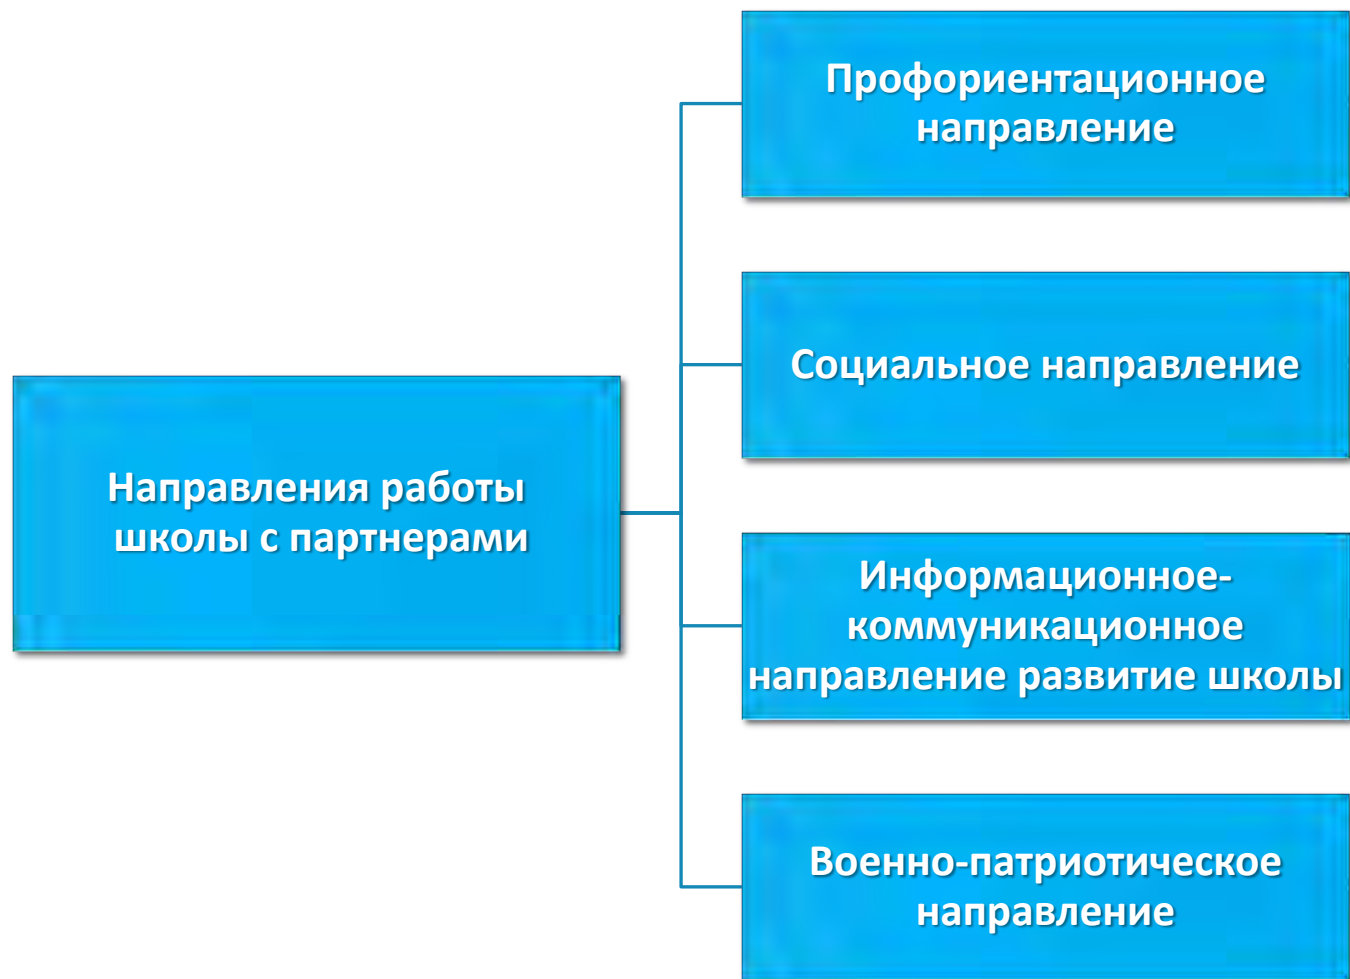 Профориентационное
направление
Социальное направление
Направления работы
школы с партнерами
Информационное-
коммуникационное
направление развитие школы
Военно-патриотическое
направление